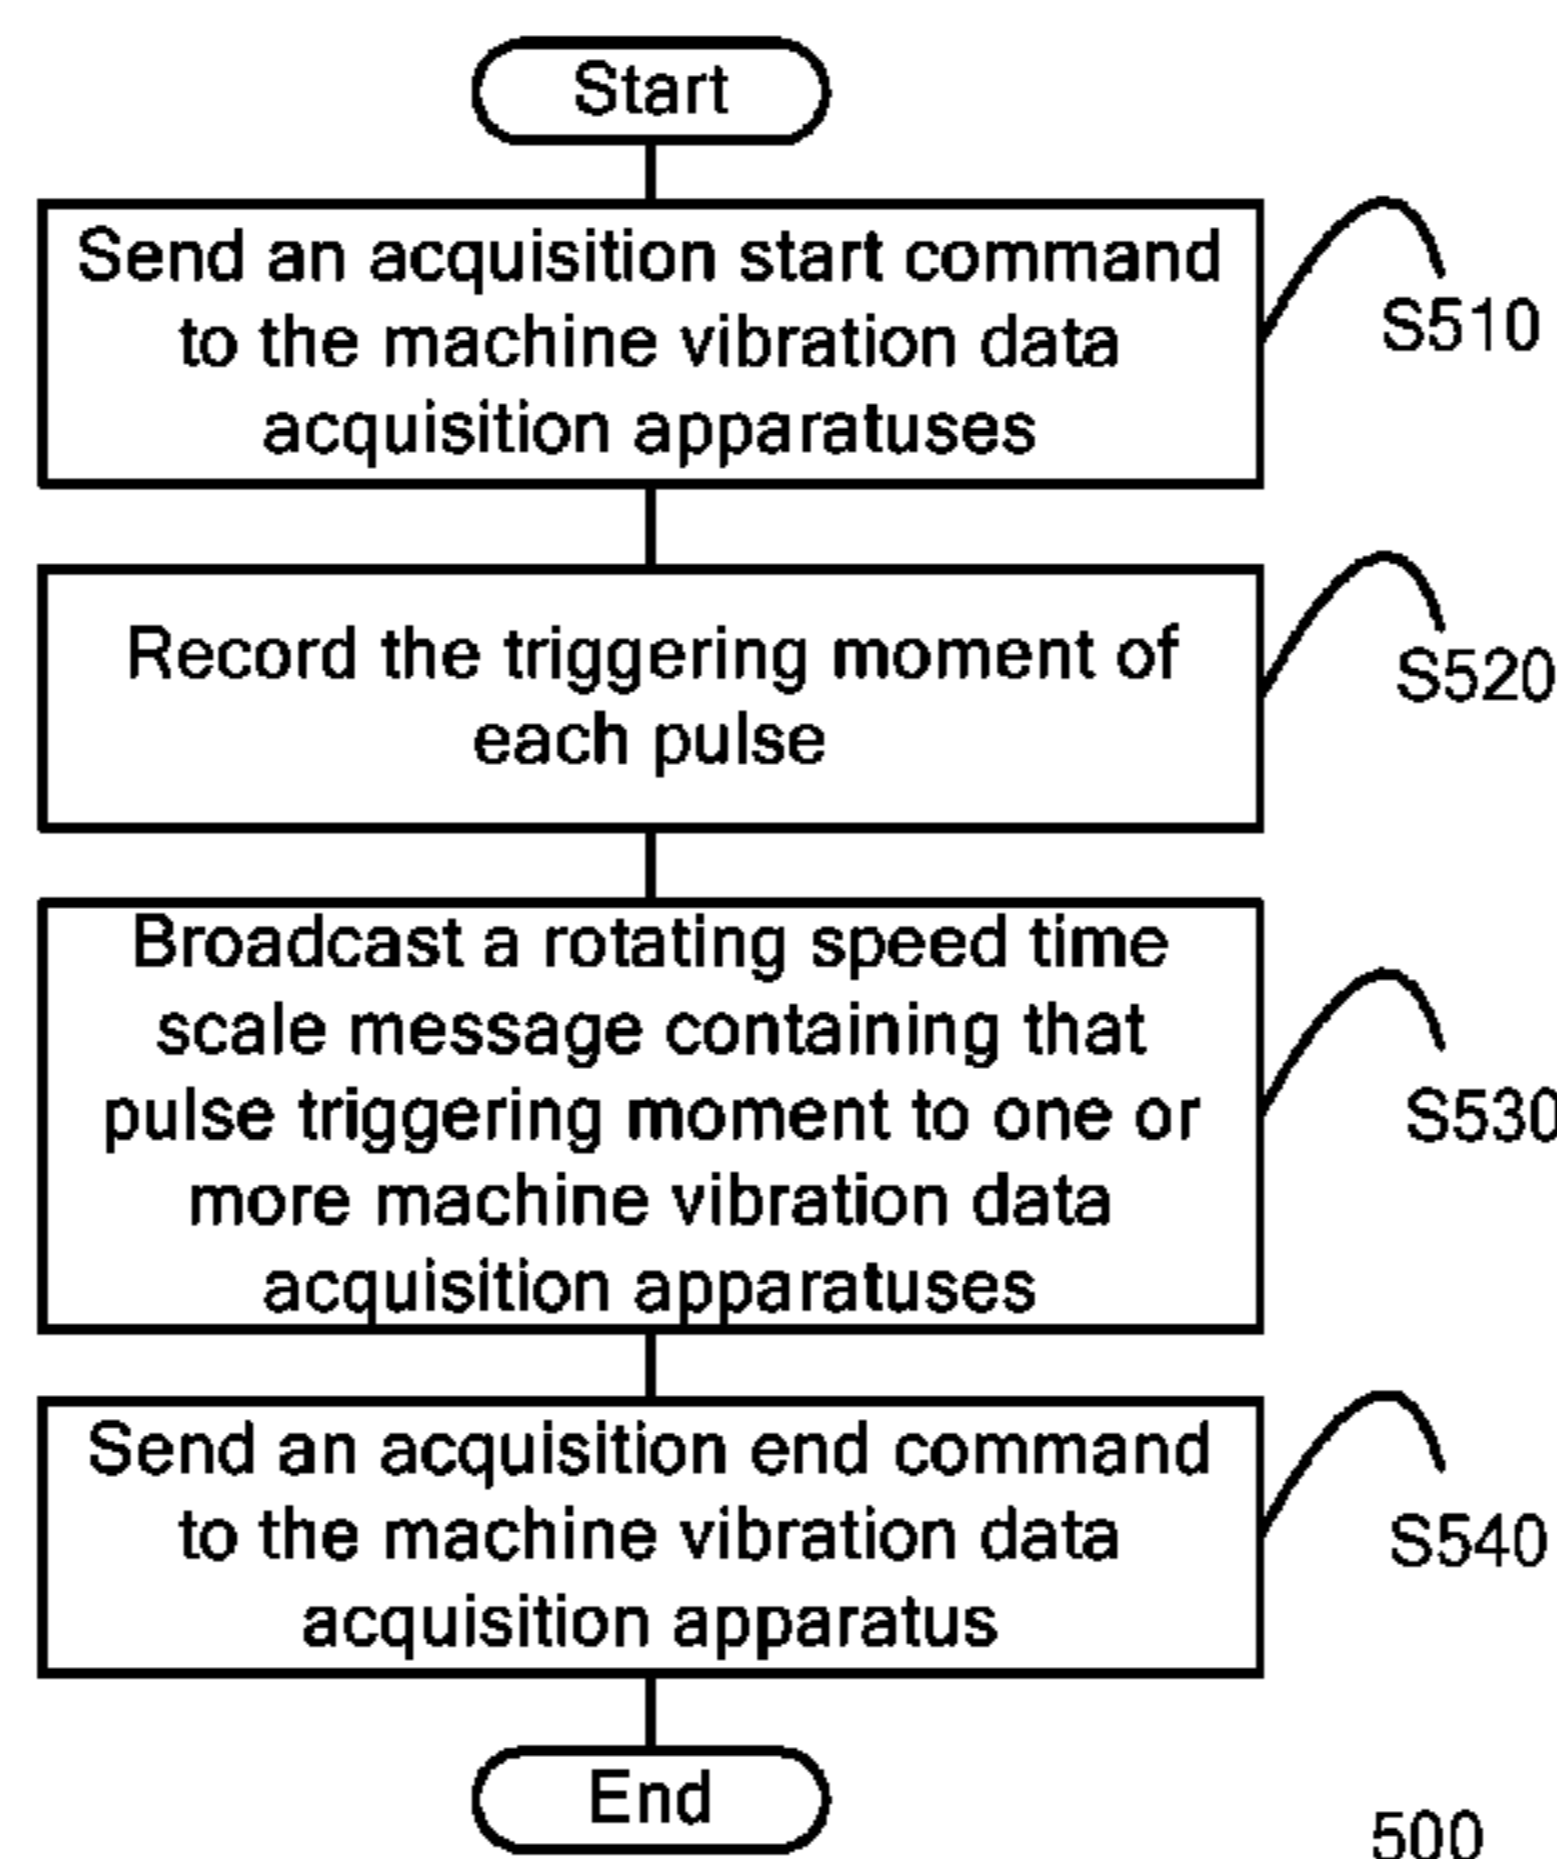 Start
Send an acquisition start command
to the machine vibration data
acquisition apparatuses
S510
Record the triggering moment of
each pulse
S520
Broadcast a rotating speed time
scale message containing that
pulse triggering moment to one or
more machine vibration data
acquisition apparatuses
S530
Send an acquisition end command
to the machine vibration data
acquisition apparatus
S540
End
500